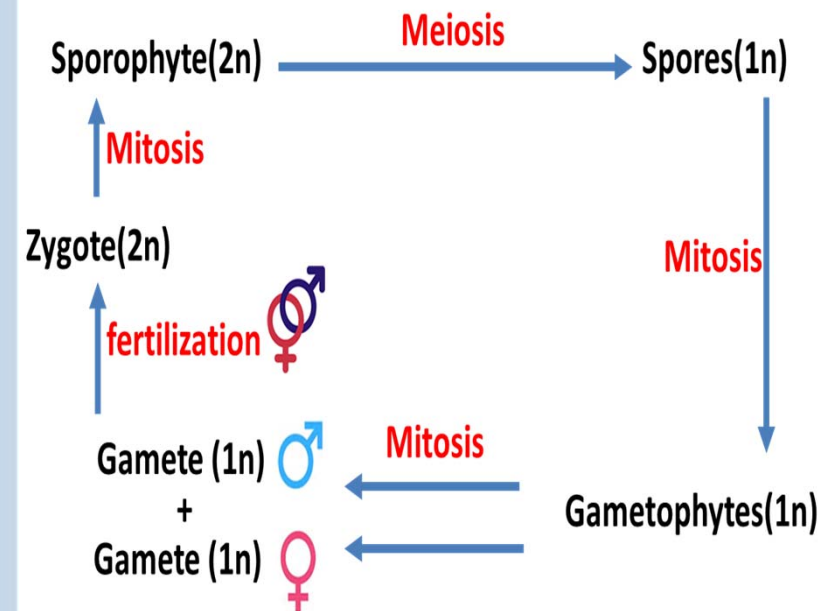 Meiosis
Sporophyte(2n)
Spores(1n)
Mitosis
Zygote(2n)
Mitosis
fertilization
Mitosis
Gamete (1n)
+
Gametophytes(1n)
Gamete (1n)